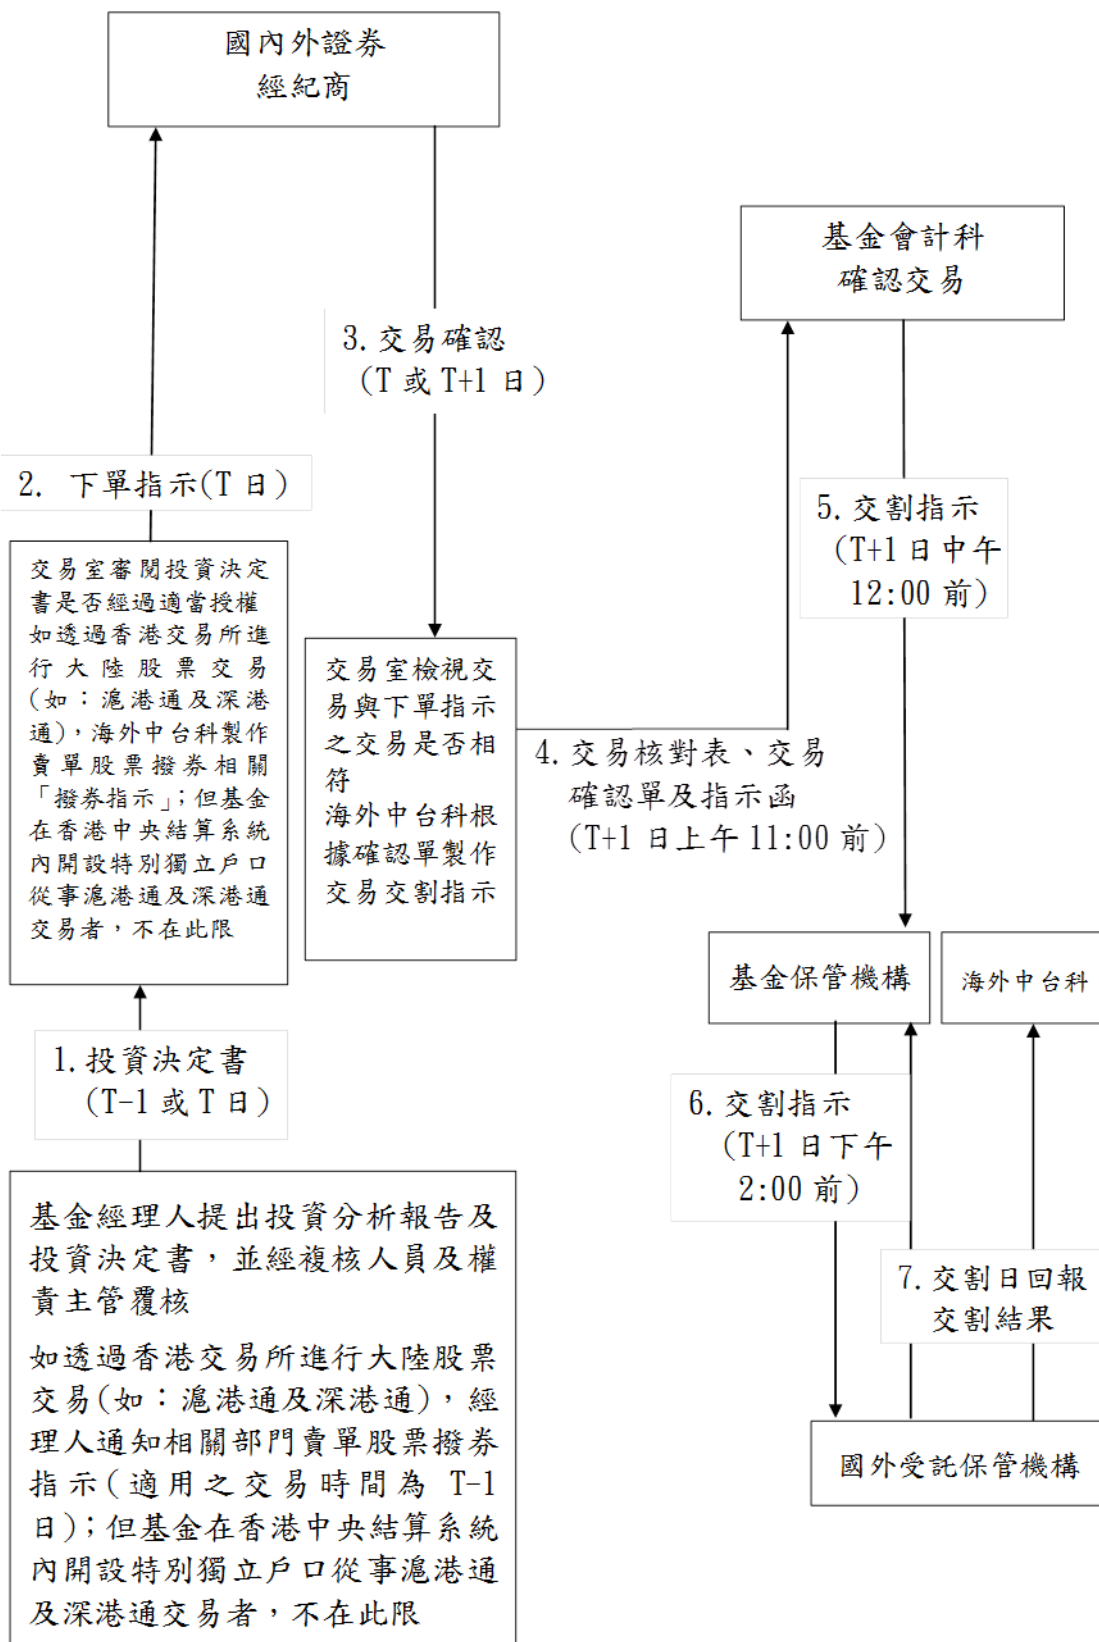 國內外證券
經紀商
基金會計科
確認交易
3. 交易確認
(T 或 T+1 日)
2. 下單指示(T 日)
5. 交割指示
(T+1 日中午
12:00 前)
交易室審閱投資決定
書是否經過適當授權
如透過香港交易所進
行大陸股票交易
(如：滬港通及深港
通)，海外中台科製作
賣單股票撥券相關
「撥券指示」；但基金
在香港中央結算系統
內開設特別獨立戶口
從事滬港通及深港通
交易者，不在此限
交易室檢視交
易與下單指示
之交易是否相
符
海外中台科根
據確認單製作
交易交割指示
4. 交易核對表、交易
確認單及指示函
(T+1 日上午 11:00 前)
基金保管機構
海外中台科
1. 投資決定書
(T-1 或 T 日)
6. 交割指示
(T+1 日下午
2:00 前)
7. 交割日回報
交割結果
基金經理人提出投資分析報告及
投資決定書，並經複核人員及權
責主管覆核
如透過香港交易所進行大陸股票
交易(如：滬港通及深港通)，經
理人通知相關部門賣單股票撥券
指示(適用之交易時間為 T-1
日)；但基金在香港中央結算系統
內開設特別獨立戶口從事滬港通
及深港通交易者，不在此限
國外受託保管機構